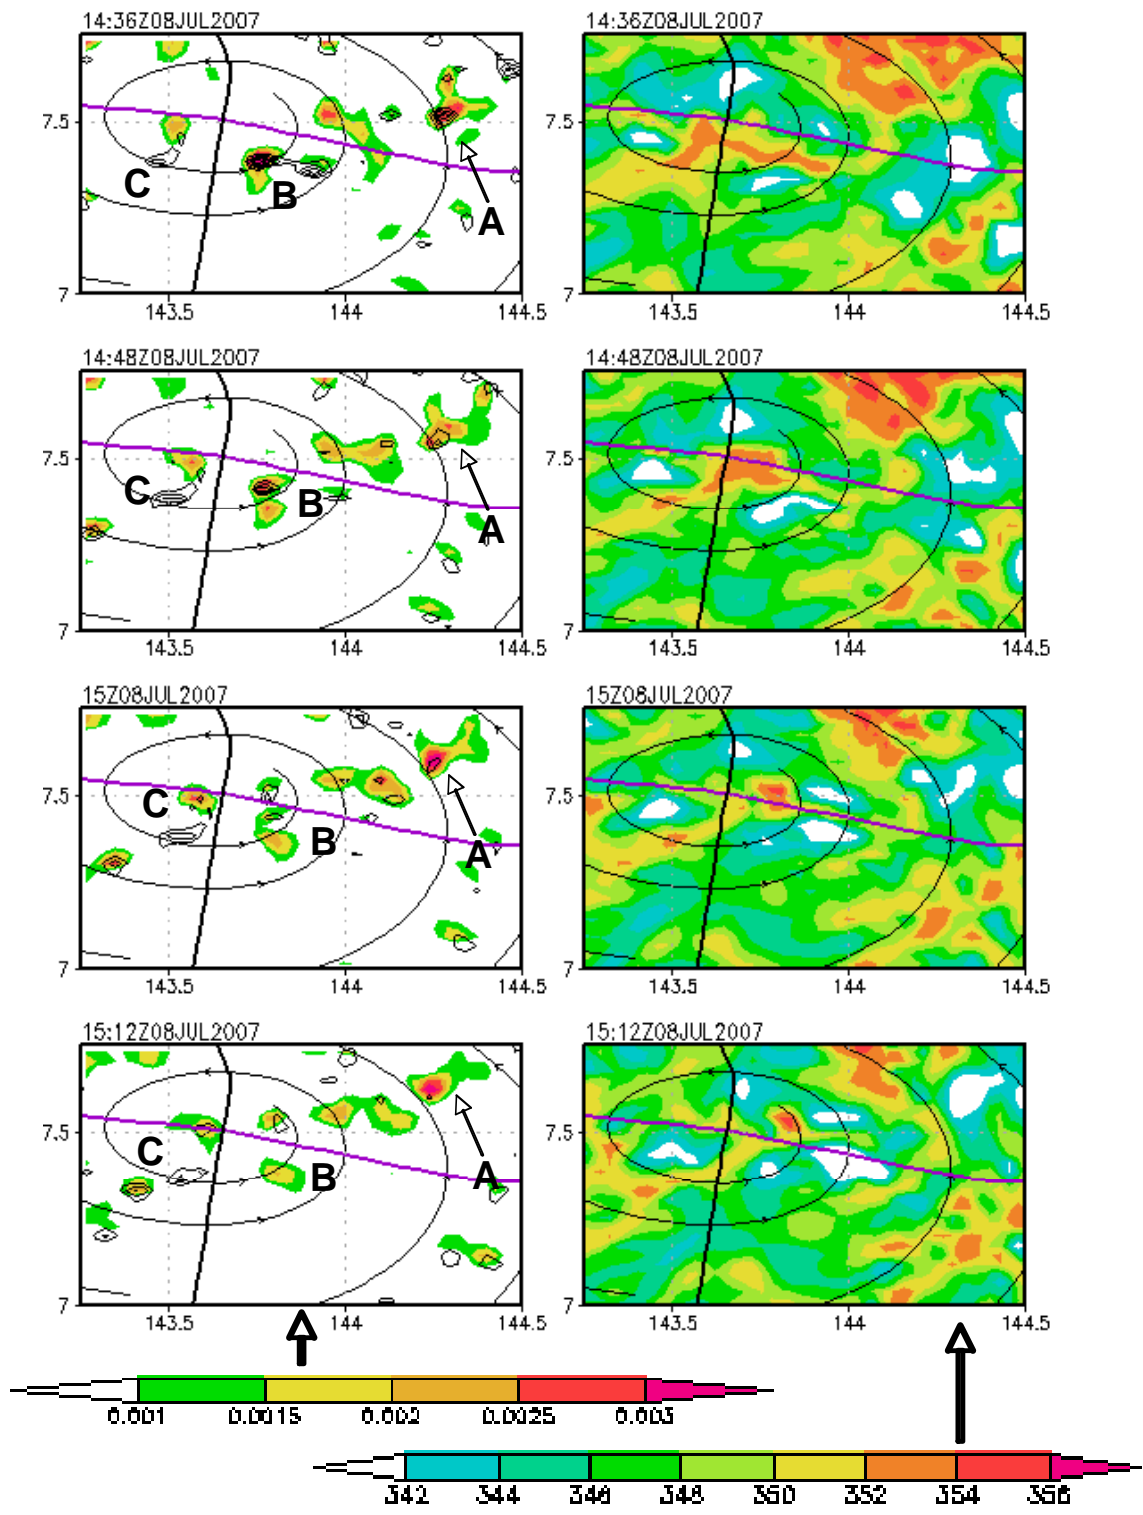 14:36Z08JUL2007 14:36Z08JUL2007
7.5 7.5
C B A
7
143.5 144 144.5 143.5 144 144.5
14:48Z08JUL2007 14:48Z08JUL2007
7.5 7.5
C B A
7
143.5 144 144.5 143.5 144 144.5
15Z08JUL2007 15Z08JUL2007
7.5 7.5
C B A
7 7
143.5 144 144.5 143.5 144 144.5
15:12Z08JUL2007 15:12Z08JUL2007
7.5 7.5
C B A
7 7
143.5 144 144.5 143.5 144 144.5
0.001 0.0015 0.002 0.0025 0.003
342 344 346 348 350 352 354 356